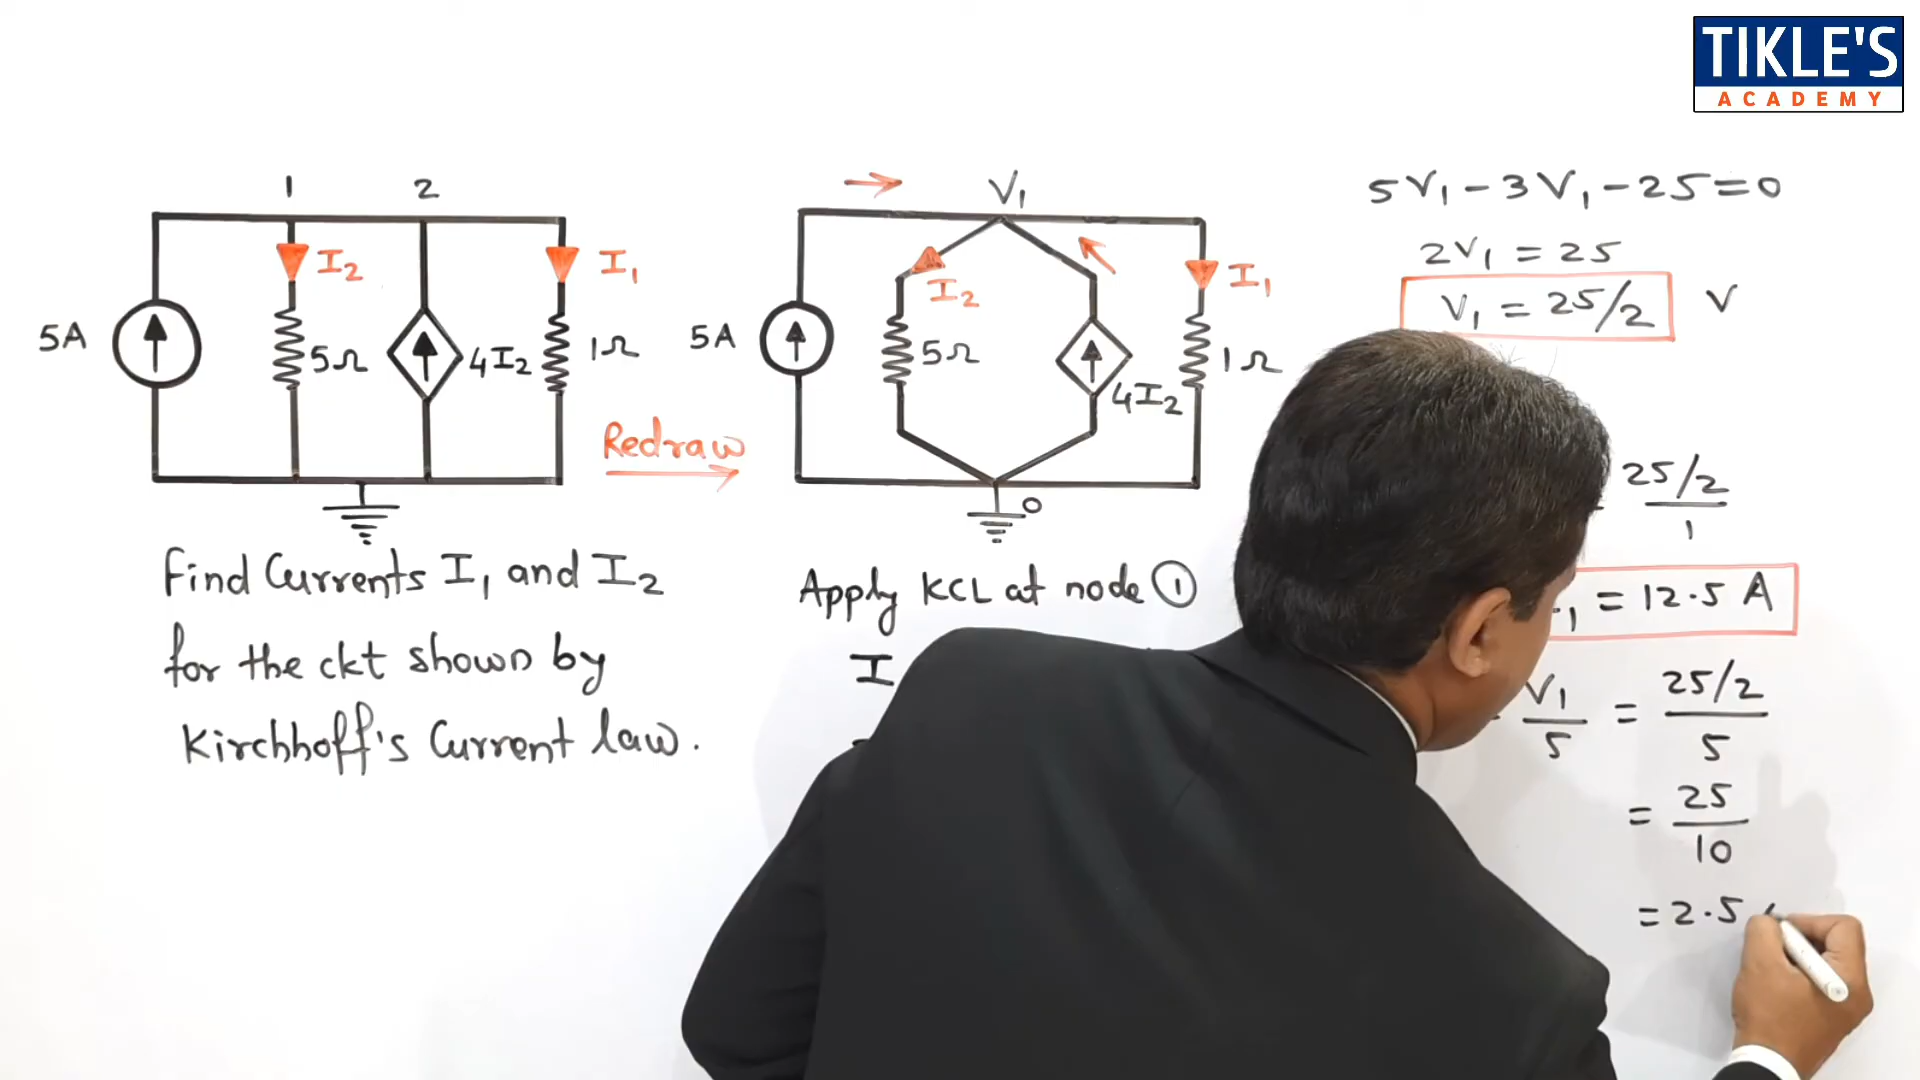 TIKLE'S
ACADEMY
1
2
I2
I1
5A
5Ω
4I2
1Ω
Redraw
V1
I2
I1
5A
5Ω
4I2
1Ω
0
Find Currents I1 and I2
for the ckt shown by
Kirchhoff's Current law.
Apply KCL at node ①
I
5V1 - 3V1 - 25 = 0
2V1 = 25
V1 = 25/2 V
25/2
1
1 = 12.5 A
V1/5 = 25/2
5
= 25/10
= 2.5